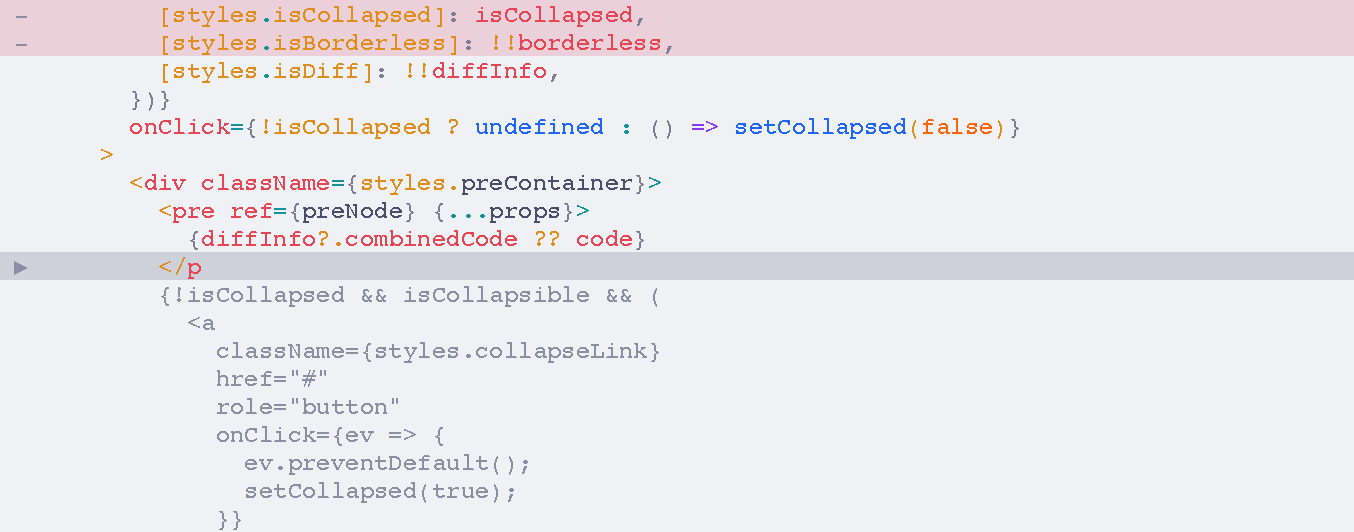 − [styles.isCollapsed]: isCollapsed,
− [styles.isBorderless]: !!borderless,
[styles.isDiff]: !!diffInfo,
})}
onClick={!isCollapsed ? undefined : () => setCollapsed(false)}
>
<div className={styles.preContainer}>
<pre ref={preNode} {...props}>
{diffInfo?.combinedCode ?? code}
▶ </p
{!isCollapsed && isCollapsible && (
<a
className={styles.collapseLink}
href="#"
role="button"
onClick={ev => {
ev.preventDefault();
setCollapsed(true);
}}